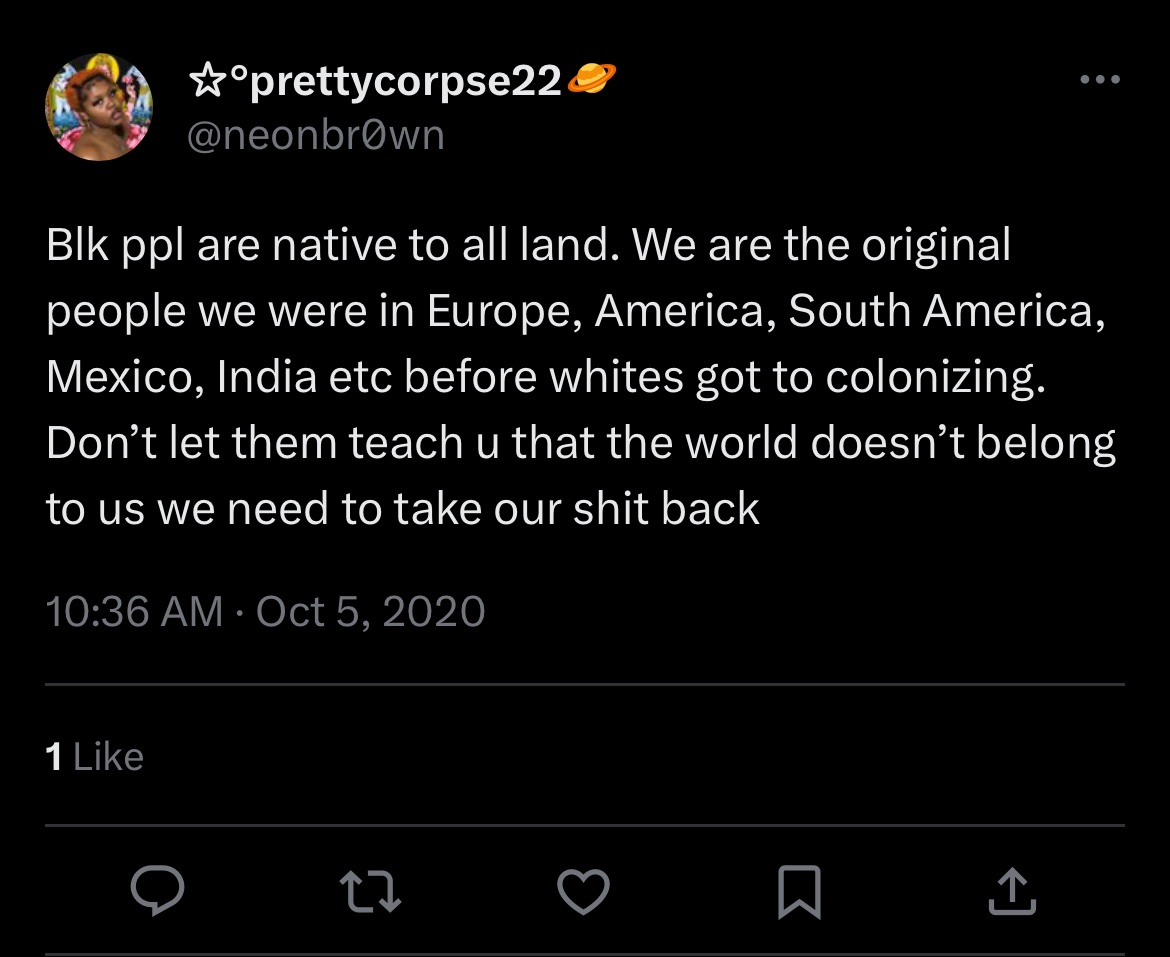 ☆°prettycorpse22🪐
@neonbr0wn
Blk ppl are native to all land. We are the original
people we were in Europe, America, South America,
Mexico, India etc before whites got to colonizing.
Don’t let them teach u that the world doesn’t belong
to us we need to take our shit back
10:36 AM · Oct 5, 2020
1 Like